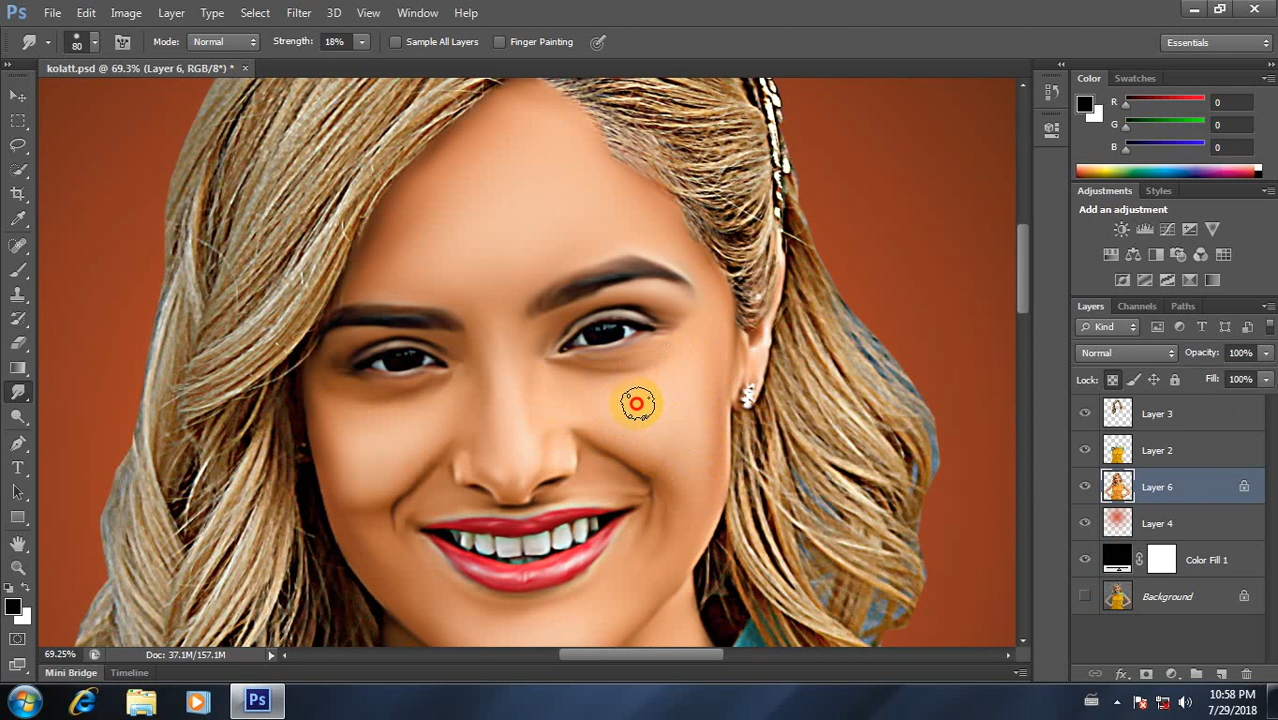 Ps File Edit Image Layer Type Select Filter 3D View Window Help
80 Mode: Normal Strength: 18% Sample All Layers Finger Painting Essentials
kolatt.psd @ 69.3% (Layer 6, RGB/8*) * ×
Color Swatches
R 0
G 0
B 0
Adjustments Styles
Add an adjustment
Layers Channels Paths
Kind
Normal Opacity: 100%
Lock: Fill: 100%
Layer 3
Layer 2
Layer 6
Layer 4
Color Fill 1
Background
69.25% Doc: 37.1M/157.1M
Mini Bridge Timeline
Ps
10:58 PM
7/29/2018